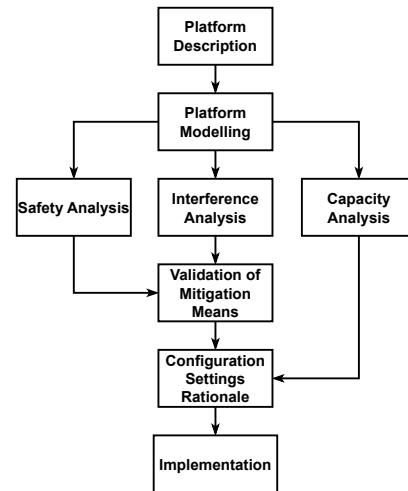 Platform
Description
Platform
Modelling
Safety Analysis
Interference
Analysis
Capacity
Analysis
Validation of
Mitigation
Means
Configuration
Settings
Rationale
Implementation